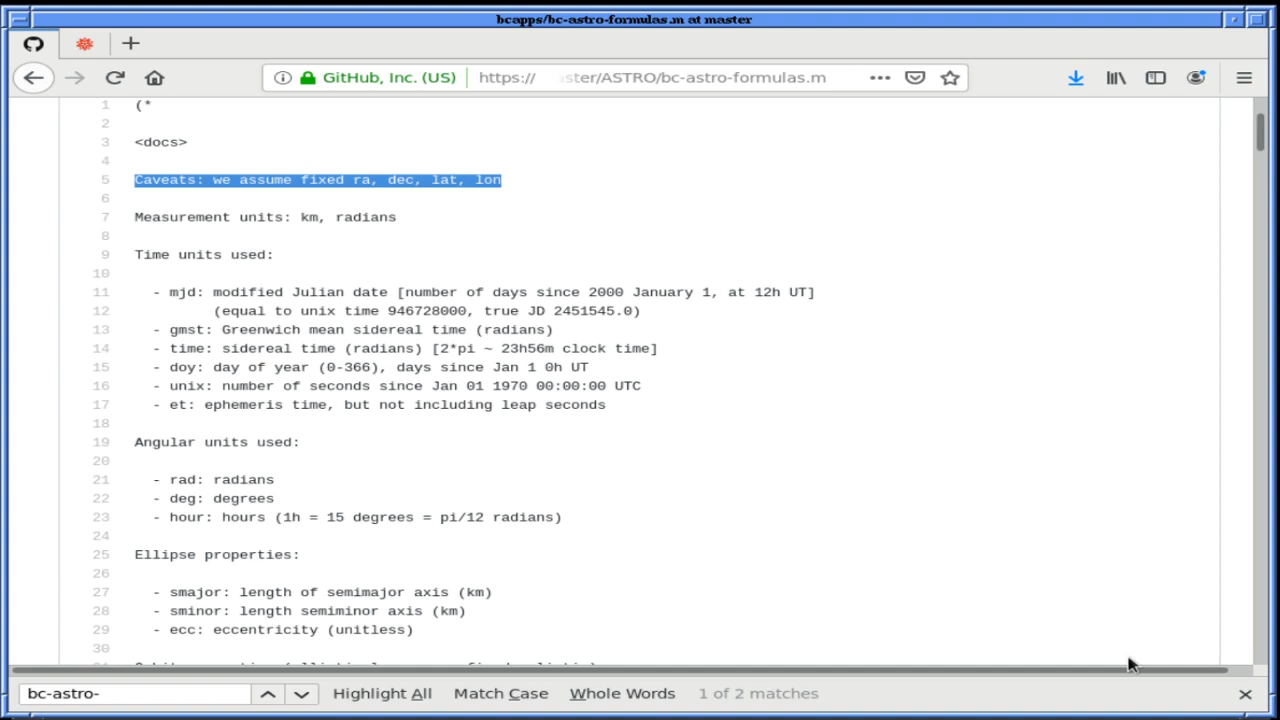 bcapps/bc-astro-formulas.m at master
GitHub, Inc. (US) https:// ster/ASTRO/bc-astro-formulas.m
1 (*
2
3 <docs>
4
5 Caveats: we assume fixed ra, dec, lat, lon
6
7 Measurement units: km, radians
8
9 Time units used:
10
11 - mjd: modified Julian date [number of days since 2000 January 1, at 12h UT]
12 (equal to unix time 946728000, true JD 2451545.0)
13 - gmst: Greenwich mean sidereal time (radians)
14 - time: sidereal time (radians) [2*pi ~ 23h56m clock time]
15 - doy: day of year (0-366), days since Jan 1 0h UT
16 - unix: number of seconds since Jan 01 1970 00:00:00 UTC
17 - et: ephemeris time, but not including leap seconds
18
19 Angular units used:
20
21 - rad: radians
22 - deg: degrees
23 - hour: hours (1h = 15 degrees = pi/12 radians)
24
25 Ellipse properties:
26
27 - smajor: length of semimajor axis (km)
28 - sminor: length semiminor axis (km)
29 - ecc: eccentricity (unitless)
30
bc-astro- Highlight All Match Case Whole Words 1 of 2 matches